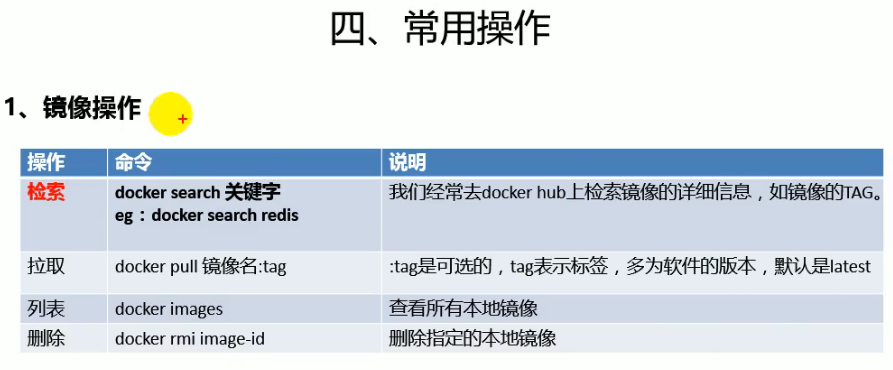 四、常用操作
1、镜像操作
操作 命令 说明
检索 docker search 关键字 我们经常去docker hub上检索镜像的详细信息，如镜像的TAG。
eg：docker search redis
拉取 docker pull 镜像名:tag :tag是可选的，tag表示标签，多为软件的版本，默认是latest
列表 docker images 查看所有本地镜像
删除 docker rmi image-id 删除指定的本地镜像